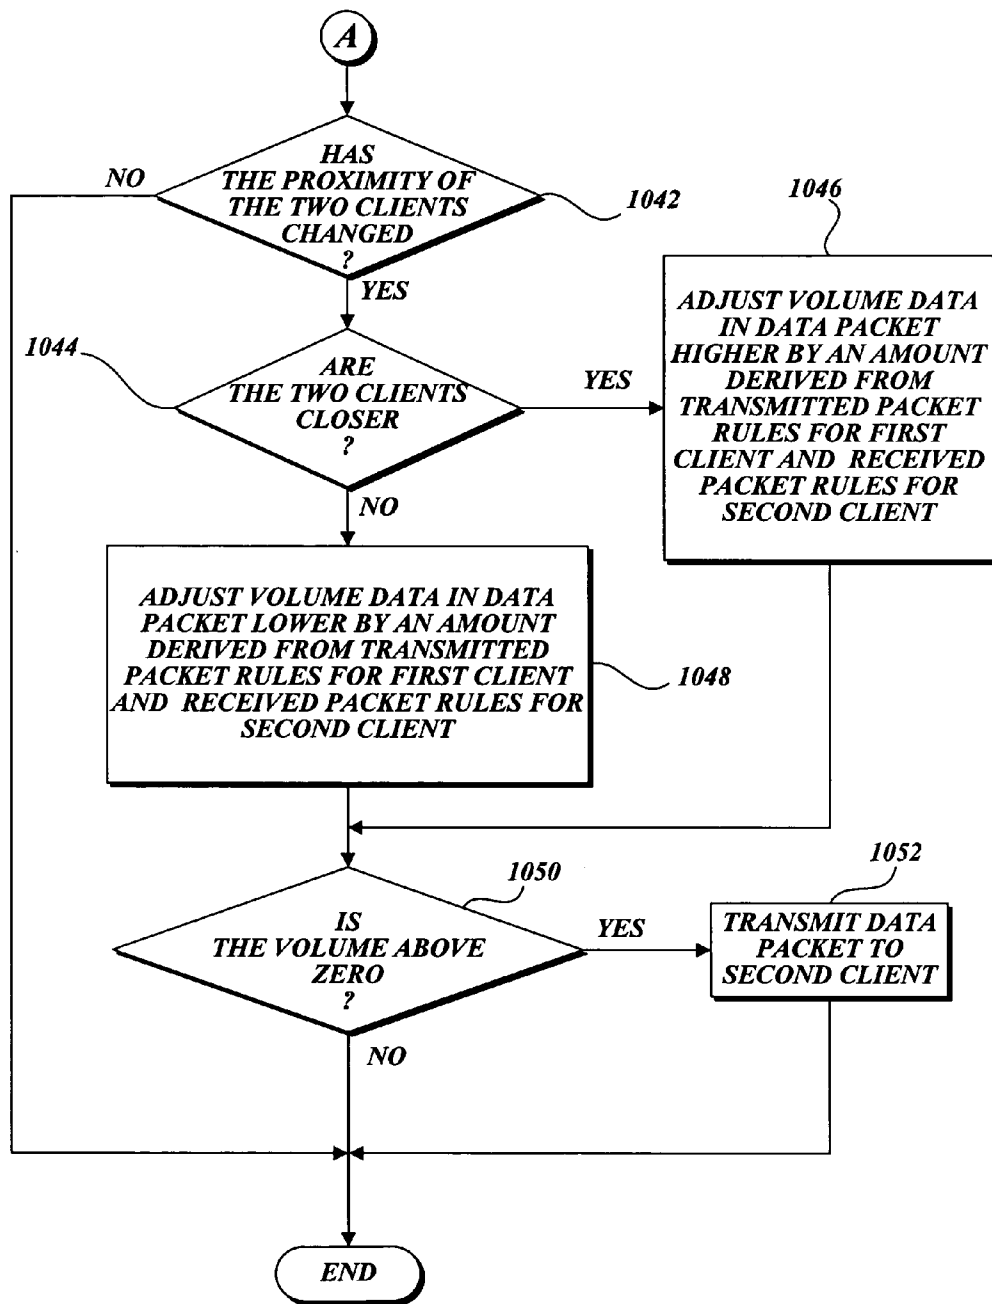 A
HAS
THE PROXIMITY OF
THE TWO CLIENTS
CHANGED
?
NO
1042
YES
1046
ADJUST VOLUME DATA
IN DATA PACKET
HIGHER BY AN AMOUNT
DERIVED FROM
TRANSMITTED PACKET
RULES FOR FIRST
CLIENT AND RECEIVED
PACKET RULES FOR
SECOND CLIENT
1044
ARE
THE TWO CLIENTS
CLOSER
?
YES
NO
ADJUST VOLUME DATA IN DATA
PACKET LOWER BY AN AMOUNT
DERIVED FROM TRANSMITTED
PACKET RULES FOR FIRST CLIENT
AND RECEIVED PACKET RULES FOR
SECOND CLIENT
1048
1050
IS
THE VOLUME ABOVE
ZERO
?
YES
1052
TRANSMIT DATA
PACKET TO
SECOND CLIENT
NO
END